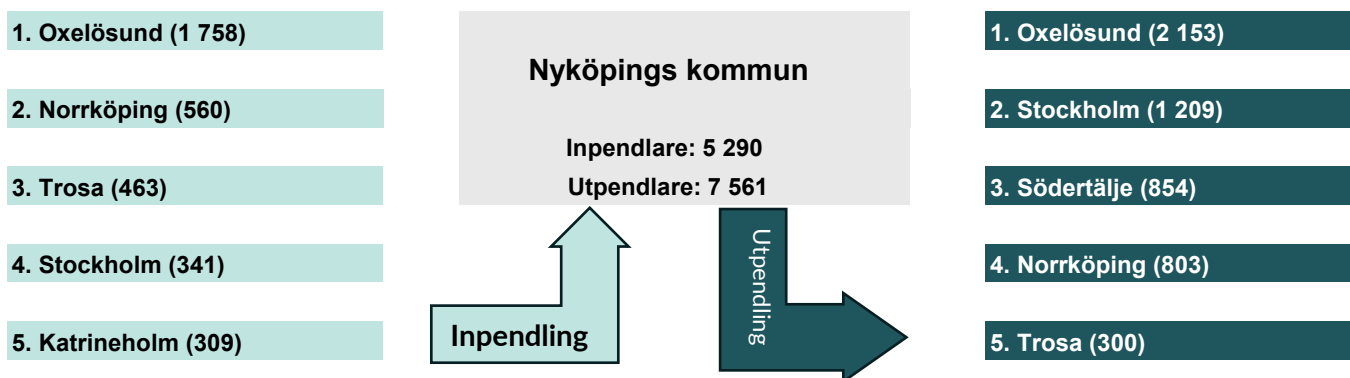 1. Oxelösund (1 758)
2. Norrköping (560)
3. Trosa (463)
4. Stockholm (341)
5. Katrineholm (309)
Nyköpings kommun
Inpendlare: 5 290
Utpendlare: 7 561
Inpendling
Utpendling
1. Oxelösund (2 153)
2. Stockholm (1 209)
3. Södertälje (854)
4. Norrköping (803)
5. Trosa (300)